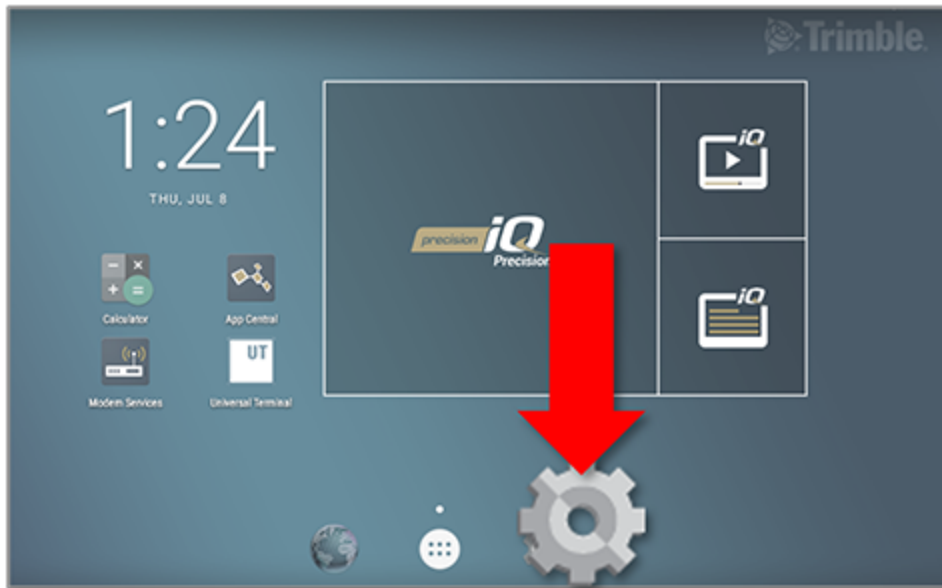 Trimble
1:24
THU, JUL 8
Calculator
App Central
Modem Services
UT
Universal Terminal
precision iQ
Precision
iQ
iQ